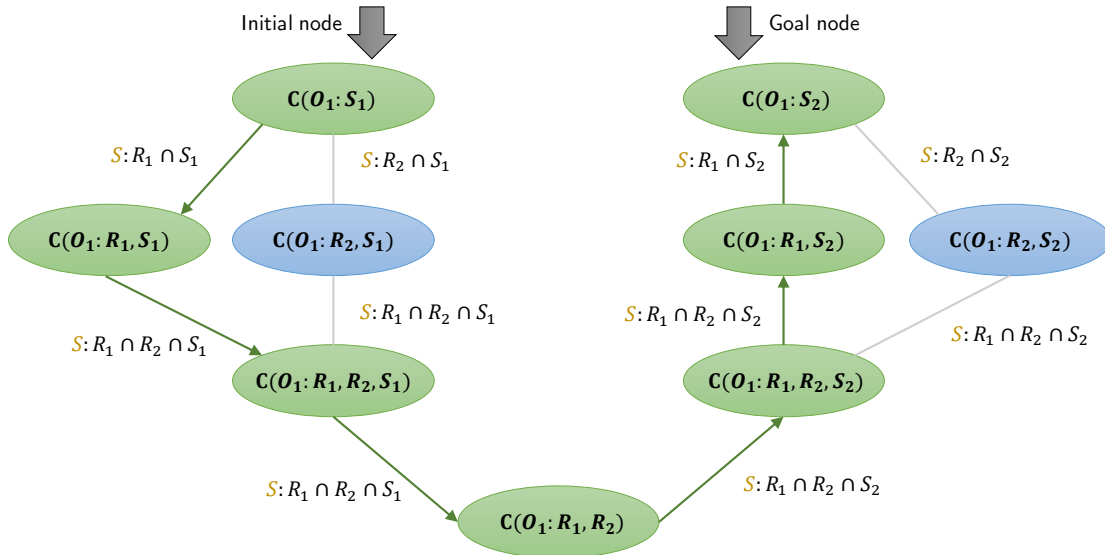 Initial node
Goal node
C(O₁: S₁)
C(O₁: S₂)
S: R₁ ∩ S₁
S: R₂ ∩ S₁
S: R₁ ∩ S₂
S: R₂ ∩ S₂
C(O₁: R₁, S₁)
C(O₁: R₂, S₁)
C(O₁: R₁, S₂)
C(O₁: R₂, S₂)
S: R₁ ∩ R₂ ∩ S₁
S: R₁ ∩ R₂ ∩ S₁
S: R₁ ∩ R₂ ∩ S₂
S: R₁ ∩ R₂ ∩ S₂
C(O₁: R₁, R₂, S₁)
C(O₁: R₁, R₂, S₂)
S: R₁ ∩ R₂ ∩ S₁
S: R₁ ∩ R₂ ∩ S₂
C(O₁: R₁, R₂)